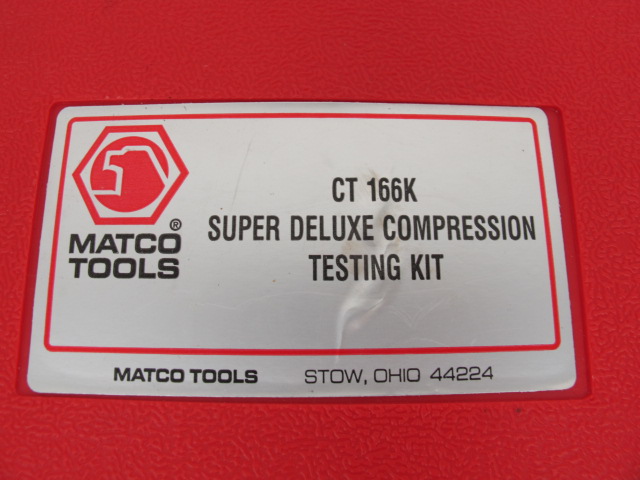 MATCO®
TOOLS
CT 166K
SUPER DELUXE COMPRESSION
TESTING KIT
MATCO TOOLS STOW, OHIO 44224